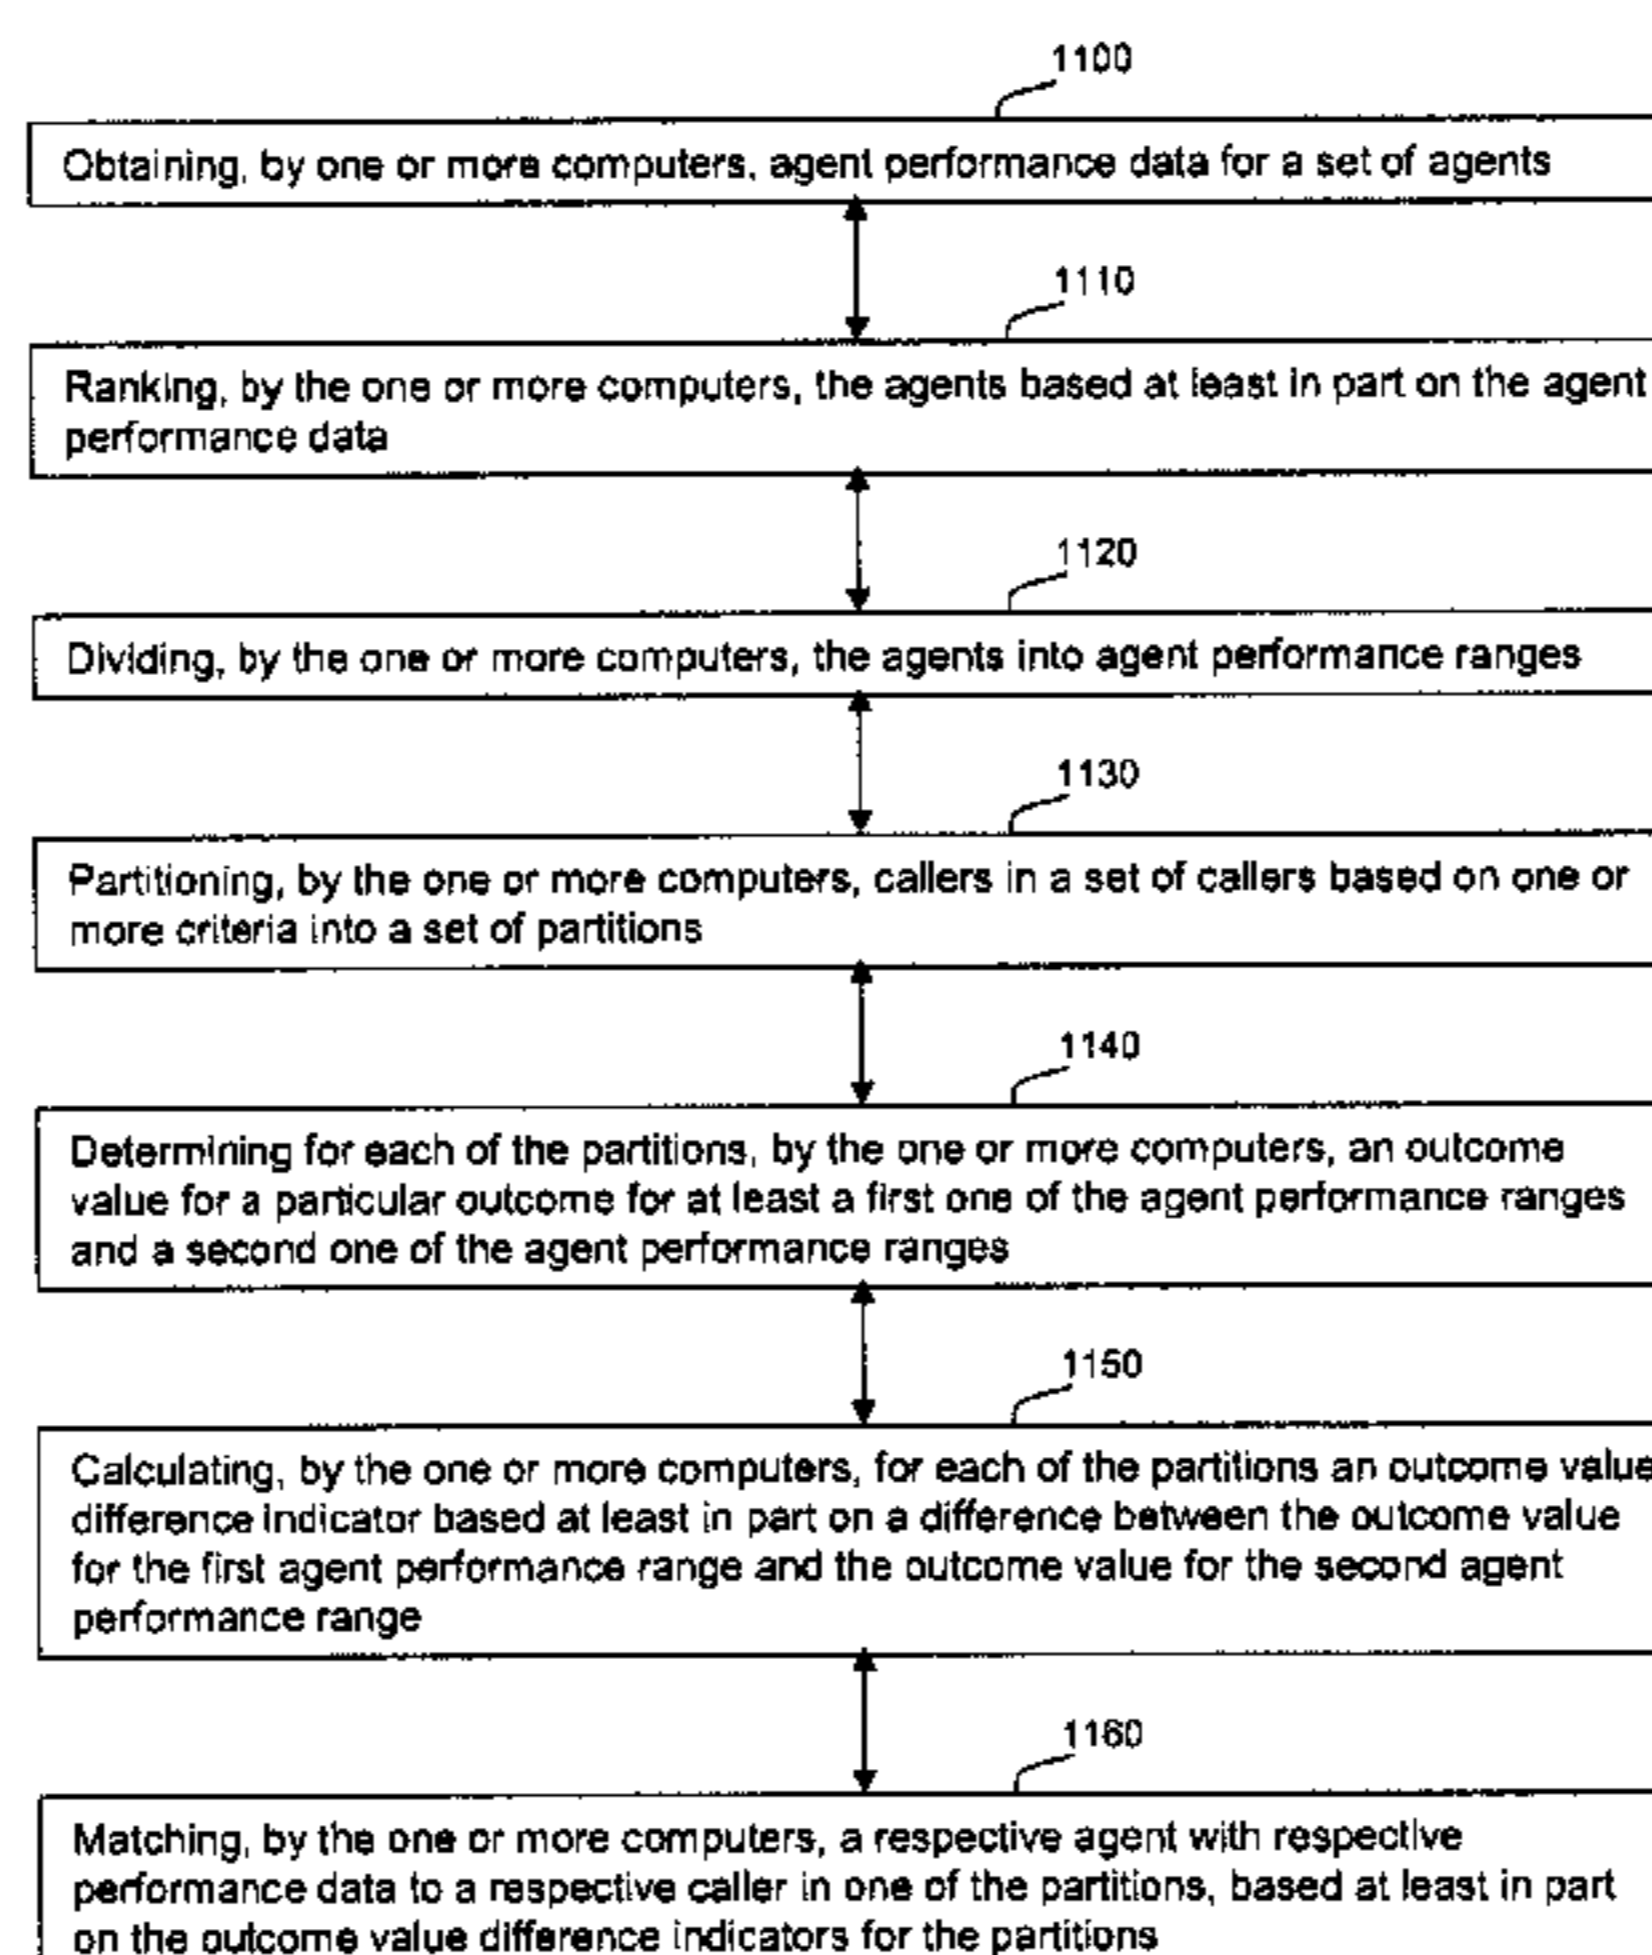 1100
Obtaining, by one or more computers, agent performance data for a set of agents
1110
Ranking, by the one or more computers, the agents based at least in part on the agent
performance data
1120
Dividing, by the one or more computers, the agents into agent performance ranges
1130
Partitioning, by the one or more computers, callers in a set of callers based on one or
more criteria into a set of partitions
1140
Determining for each of the partitions, by the one or more computers, an outcome
value for a particular outcome for at least a first one of the agent performance ranges
and a second one of the agent performance ranges
1150
Calculating, by the one or more computers, for each of the partitions an outcome value
difference indicator based at least in part on a difference between the outcome value
for the first agent performance range and the outcome value for the second agent
performance range
1160
Matching, by the one or more computers, a respective agent with respective
performance data to a respective caller in one of the partitions, based at least in part
on the outcome value difference indicators for the partitions